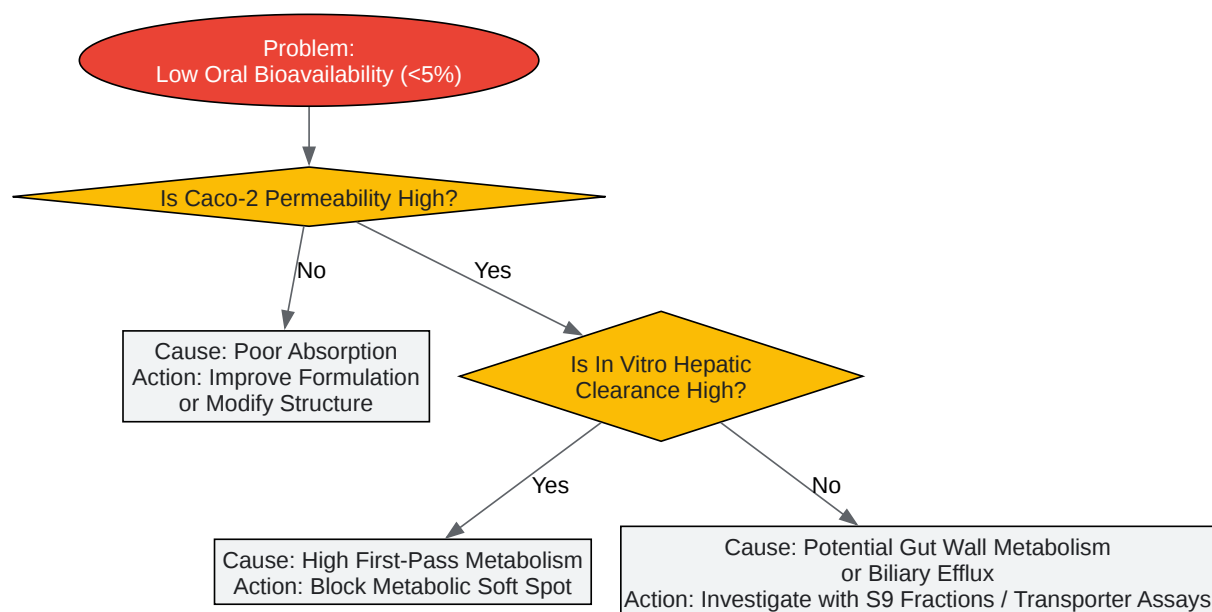 Problem:
Low Oral Bioavailability (<5%)
Is Caco-2 Permeability High?
No
Yes
Cause: Poor Absorption
Action: Improve Formulation
or Modify Structure
Is In Vitro Hepatic
Clearance High?
Yes
No
Cause: High First-Pass Metabolism
Action: Block Metabolic Soft Spot
Cause: Potential Gut Wall Metabolism
or Biliary Efflux
Action: Investigate with S9 Fractions / Transporter Assays